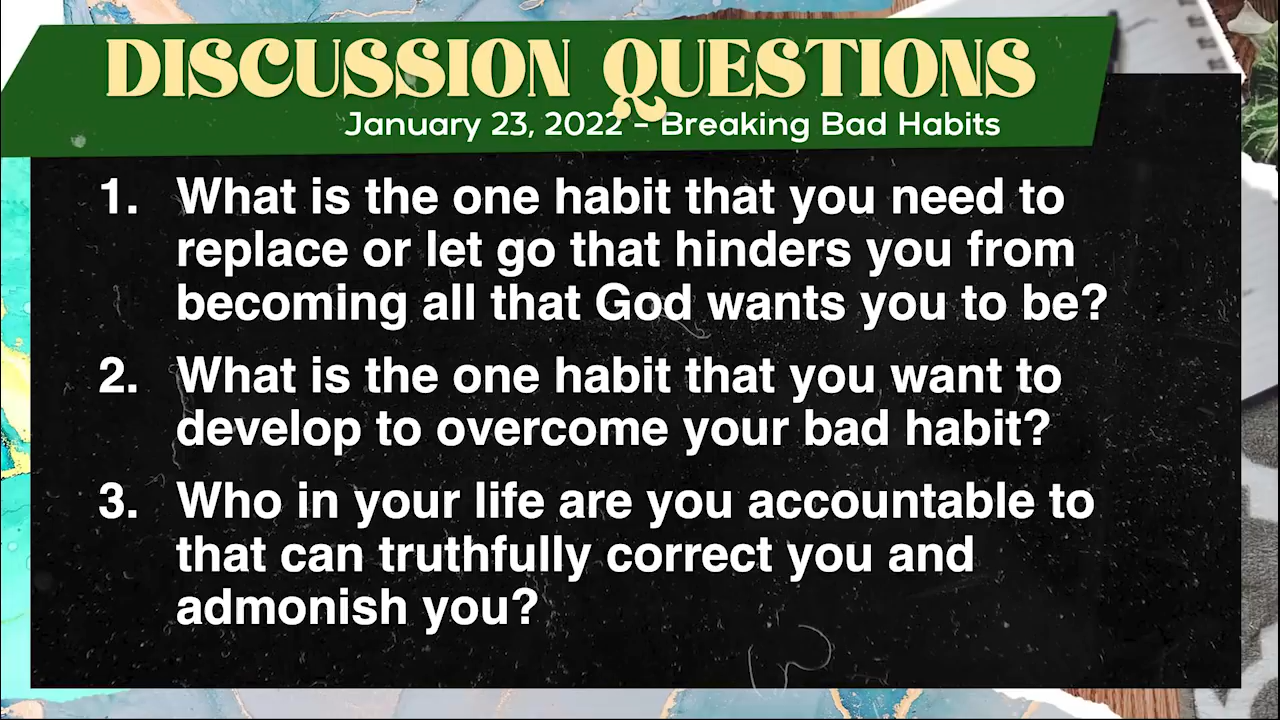 DISCUSSION QUESTIONS
January 23, 2022 – Breaking Bad Habits
1. What is the one habit that you need to
replace or let go that hinders you from
becoming all that God wants you to be?
2. What is the one habit that you want to
develop to overcome your bad habit?
3. Who in your life are you accountable to
that can truthfully correct you and
admonish you?